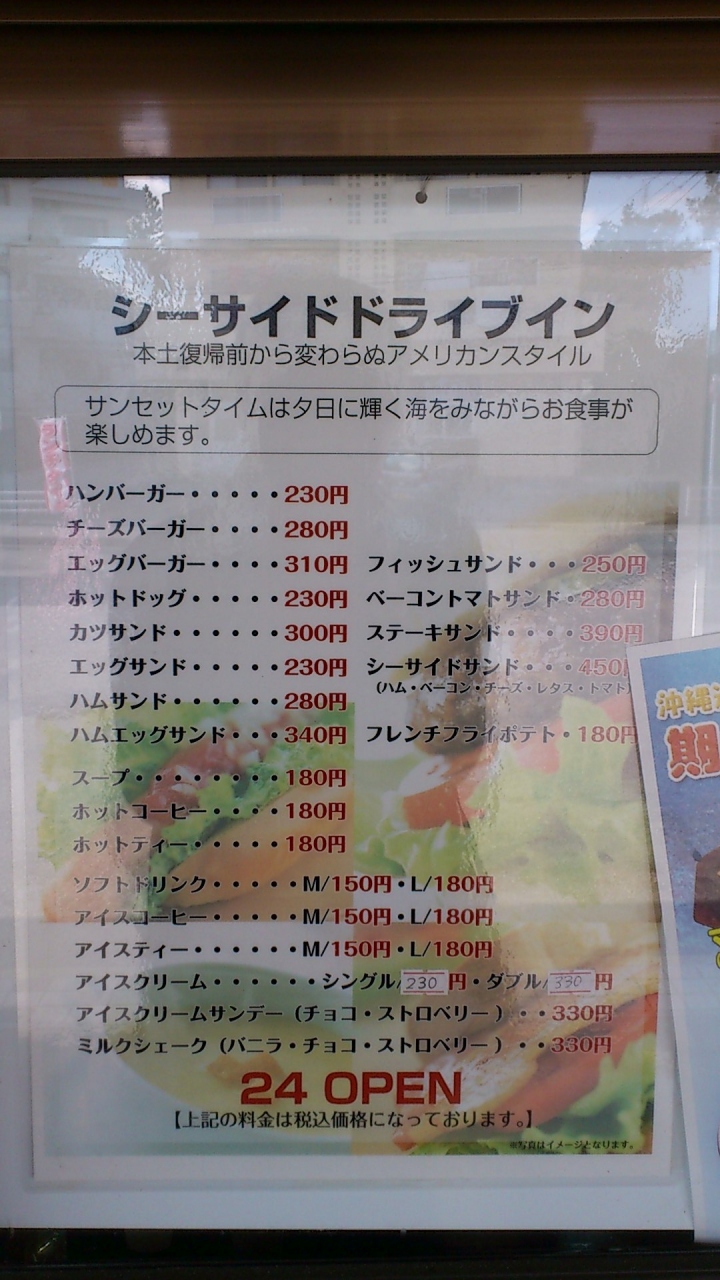 シーサイドドライブイン
本土復帰前から変わらぬアメリカンスタイル
サンセットタイムは夕日に輝く海をみながらお食事が
楽しめます。
ハンバーガー・・・・・230円
チーズバーガー・・・・280円
エッグバーガー・・・・310円
ホットドッグ・・・・・230円
カツサンド・・・・・・300円
エッグサンド・・・・・230円
ハムサンド・・・・・・280円
ハムエッグサンド・・・340円
フィッシュサンド・・・250円
ベーコントマトサンド・280円
ステーキサンド・・・・390円
シーサイドサンド・・・450円
（ハム・ベーコン・チーズ・レタス・トマト）
フレンチフライポテト・180円
スープ・・・・・・・・180円
ホットコーヒー・・・・180円
ホットティー・・・・・180円
ソフトドリンク・・・・・M/150円・L/180円
アイスコーヒー・・・・・M/150円・L/180円
アイスティー・・・・・・M/150円・L/180円
アイスクリーム・・・・・・シングル/230円・ダブル/330円
アイスクリームサンデー（チョコ・ストロベリー）・・330円
ミルクシェーク（バニラ・チョコ・ストロベリー）・・330円
24 OPEN
【上記の料金は税込価格になっております。】
※写真はイメージとなります。
沖縄
期